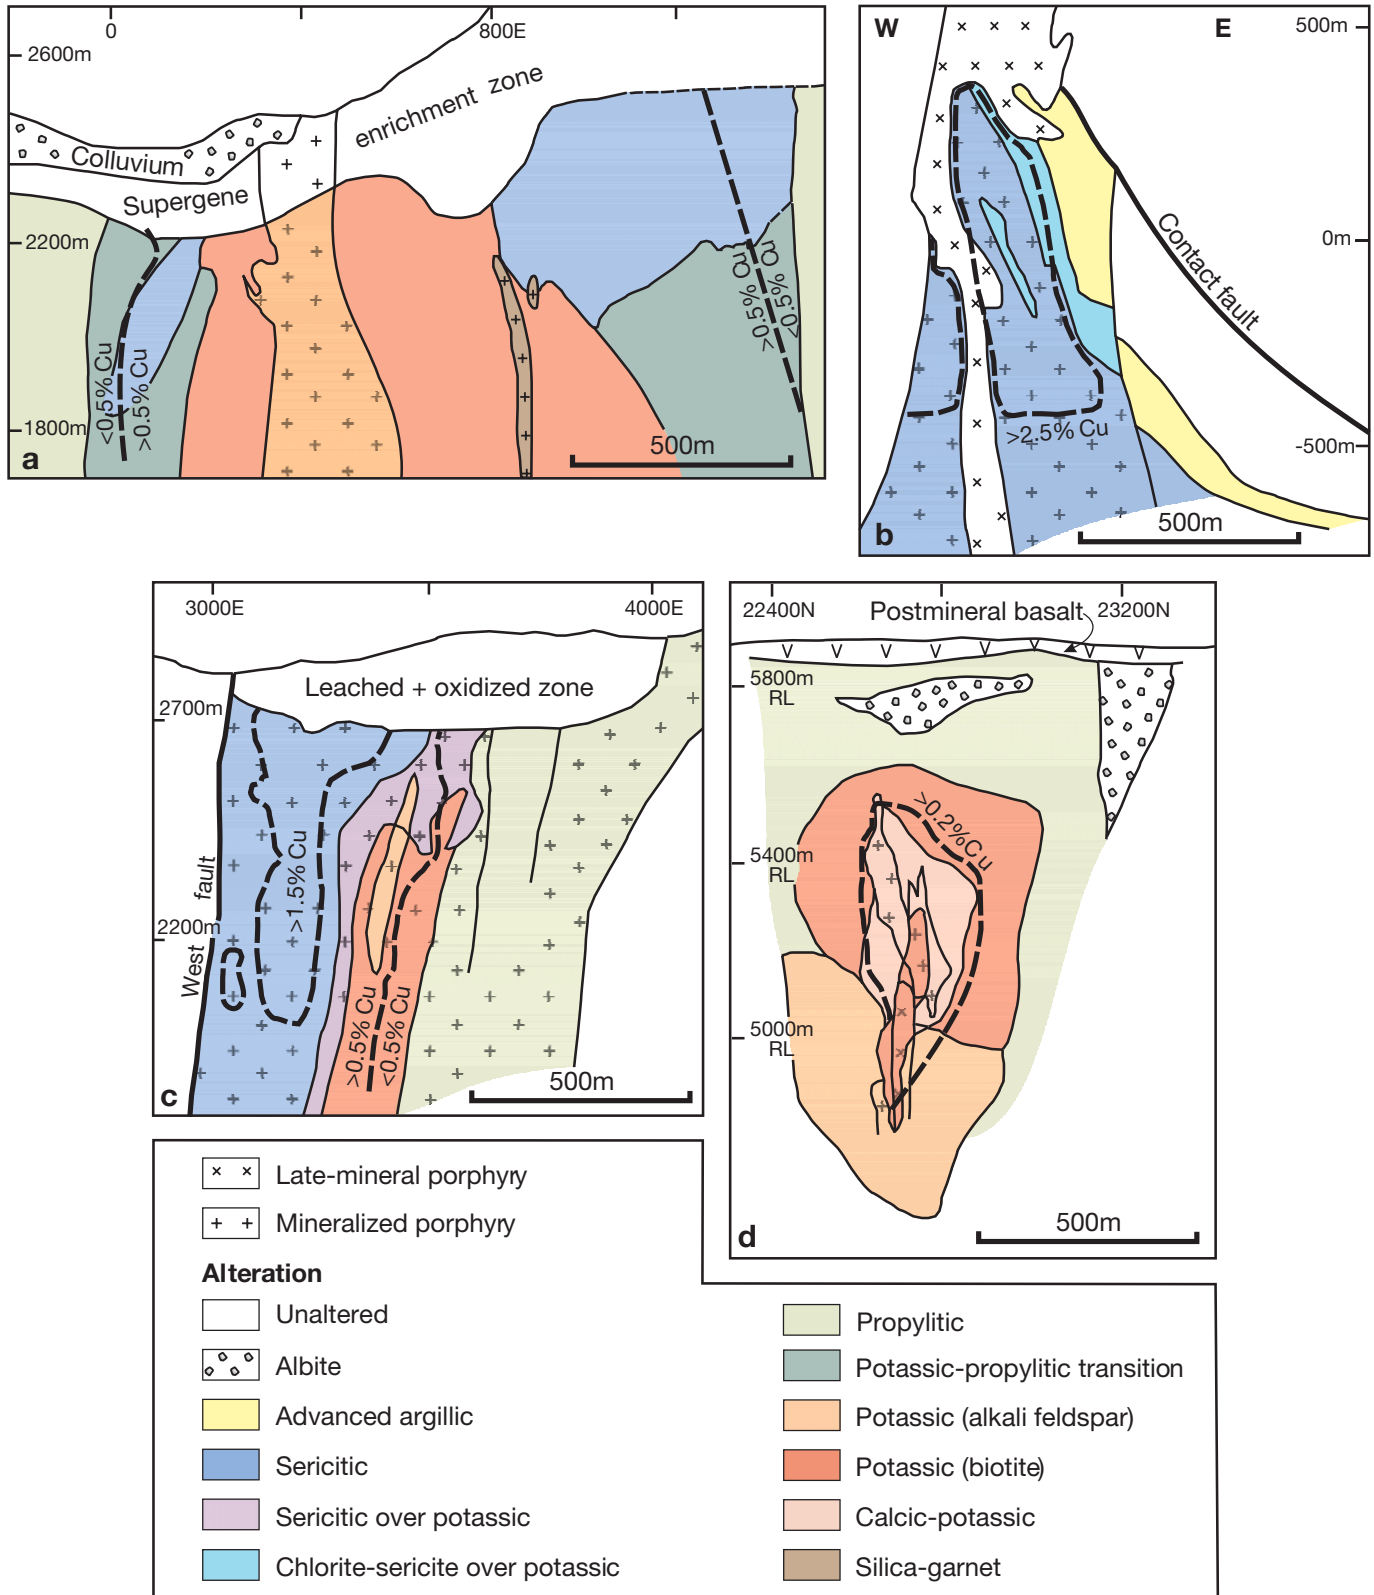 0
800E
2600m
enrichment zone
Colluvium
Supergene
2200m
<0.5% Cu
>0.5% Cu
>0.5% Cu
<0.5% Cu
1800m
500m
a
W
E
500m
0m
Contact fault
>2.5% Cu
-500m
500m
b
3000E
4000E
Leached + oxidized zone
2700m
>1.5% Cu
West fault
2200m
>0.5% Cu
<0.5% Cu
500m
c
22400N
Postmineral basalt
23200N
5800m
RL
>0.2%Cu
5400m
RL
5000m
RL
500m
d
Late-mineral porphyry
Mineralized porphyry
Alteration
Unaltered
Albite
Advanced argillic
Sericitic
Sericitic over potassic
Chlorite-sericite over potassic
Propylitic
Potassic-propylitic transition
Potassic (alkali feldspar)
Potassic (biotite)
Calcic-potassic
Silica-garnet